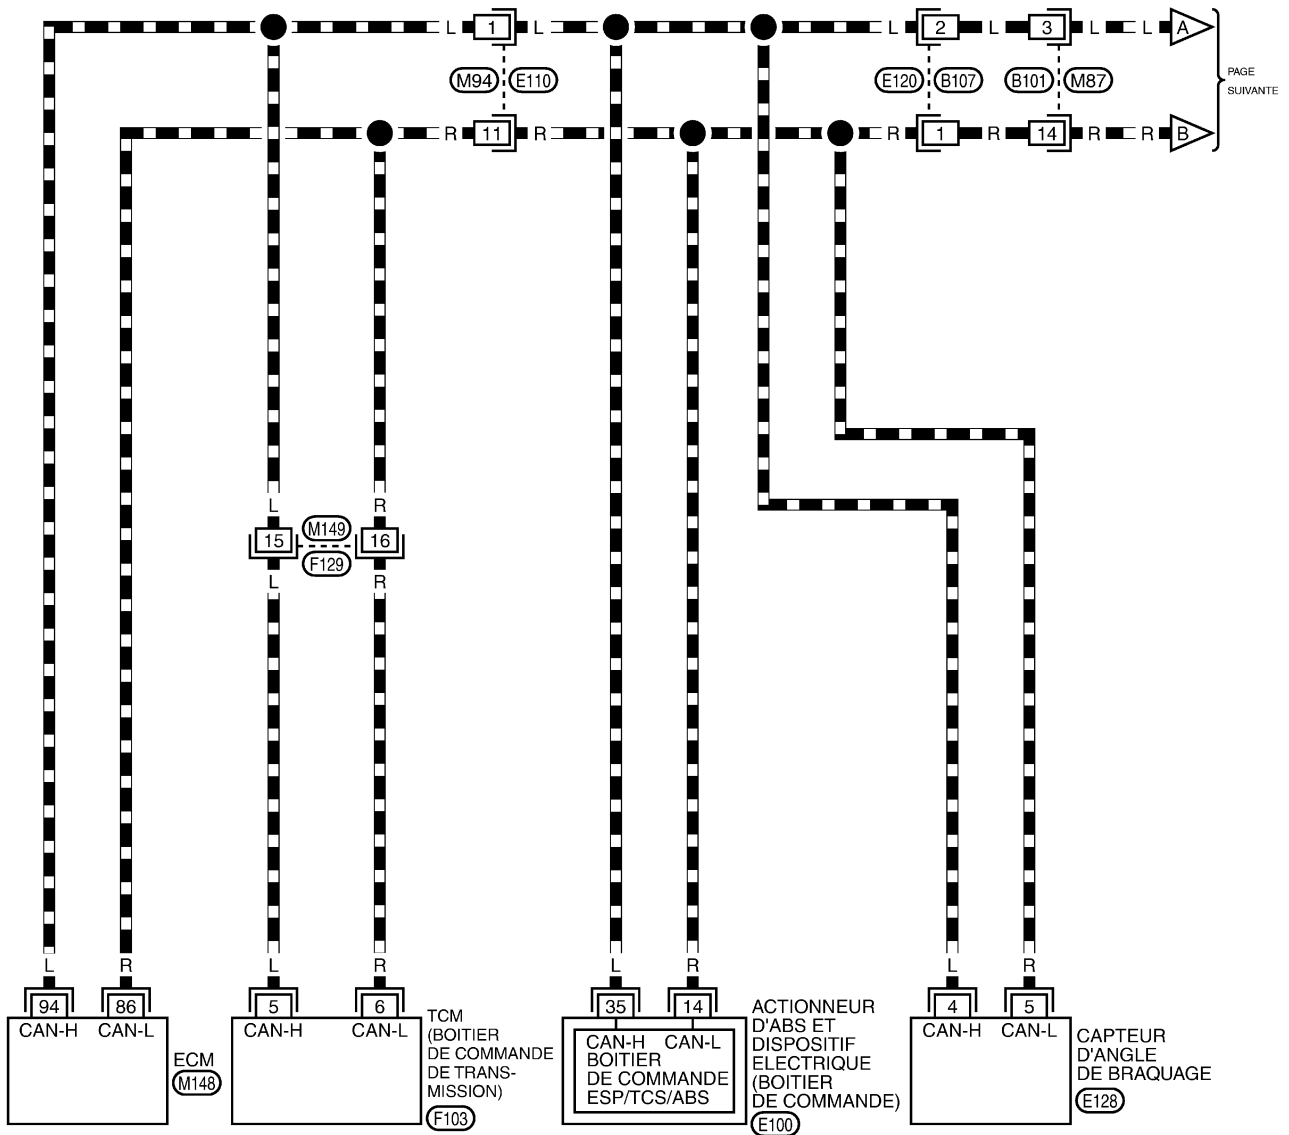 L 1 L L 2 L 3 L L A
M94 E110 E120 B107 B101 M87
PAGE
SUIVANTE
R 11 R R 1 R 14 R R B
L R
15 M149 16
F129
L R
L R L R L R L R
94 86 5 6 35 14 4 5
CAN-H CAN-L
ECM
M148
CAN-H CAN-L
TCM
(BOITIER
DE COMMANDE
DE TRANS-
MISSION)
F103
CAN-H CAN-L
BOITIER
DE COMMANDE
ESP/TCS/ABS
ACTIONNEUR
D'ABS ET
DISPOSITIF
ELECTRIQUE
(BOITIER
DE COMMANDE)
E100
CAN-H CAN-L
CAPTEUR
D'ANGLE
DE BRAQUAGE
E128